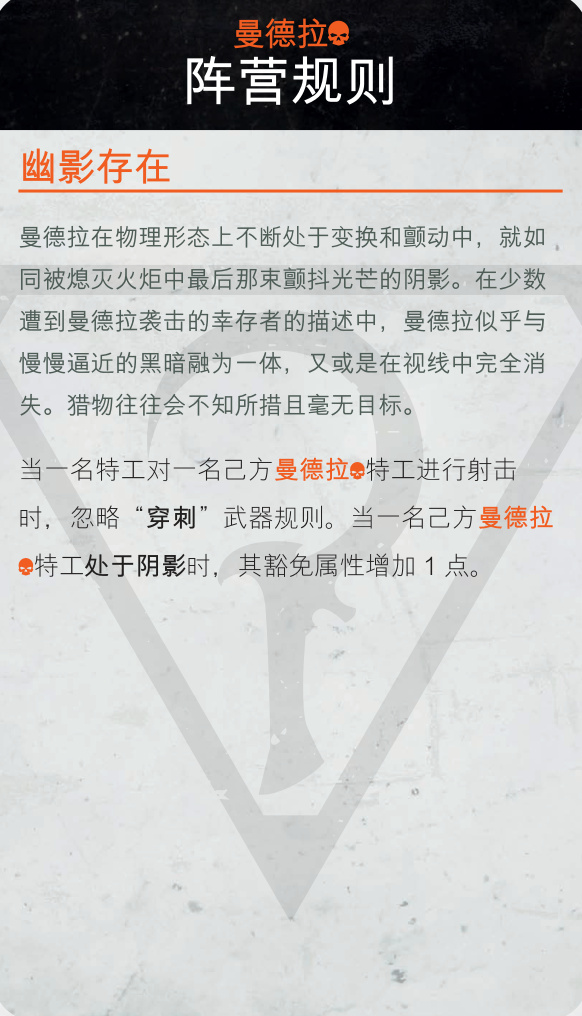 曼德拉
阵营规则
幽影存在
曼德拉在物理形态上不断处于变换和颤动中，就如
同被熄灭火炬中最后那束颤抖光芒的阴影。在少数
遭到曼德拉袭击的幸存者的描述中，曼德拉似乎与
慢慢逼近的黑暗融为一体，又或是在视线中完全消
失。猎物往往会不知所措且毫无目标。
当一名特工对一名己方曼德拉特工进行射击
时，忽略“穿刺”武器规则。当一名己方曼德拉
特工处于阴影时，其豁免属性增加 1 点。